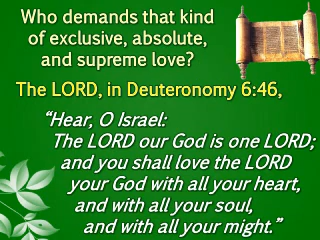 Who demands that kind
of exclusive, absolute,
and supreme love?
The LORD, in Deuteronomy 6:46,
“Hear, O Israel:
The LORD our God is one LORD;
and you shall love the LORD
your God with all your heart,
and with all your soul,
and with all your might.”